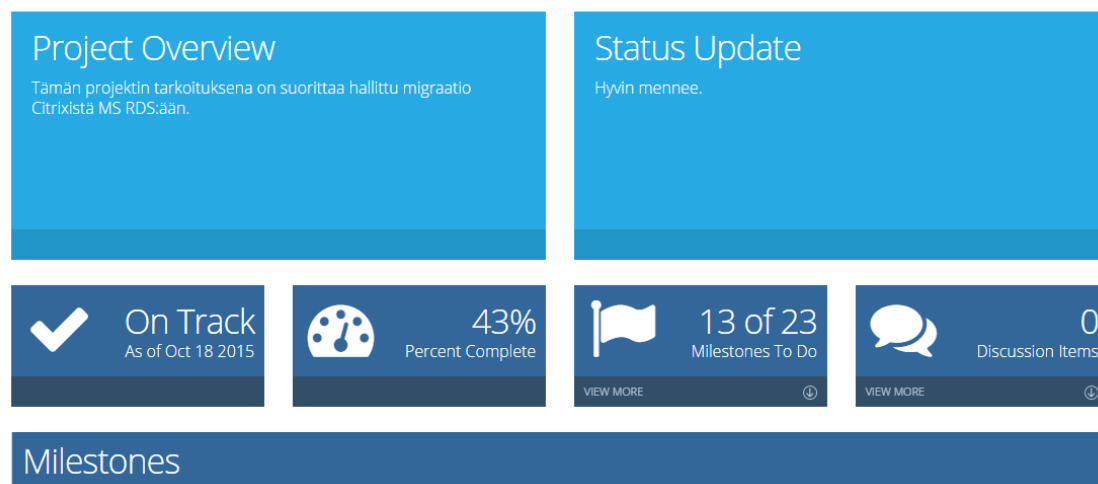 Project Overview
Tämän projektin tarkoituksena on suorittaa hallittu migraatio
Citrixistä MS RDS:ään.
Status Update
Hyvin mennee.
On Track
As of Oct 18 2015
43%
Percent Complete
13 of 23
Milestones To Do
VIEW MORE
0
Discussion Items
VIEW MORE
Milestones